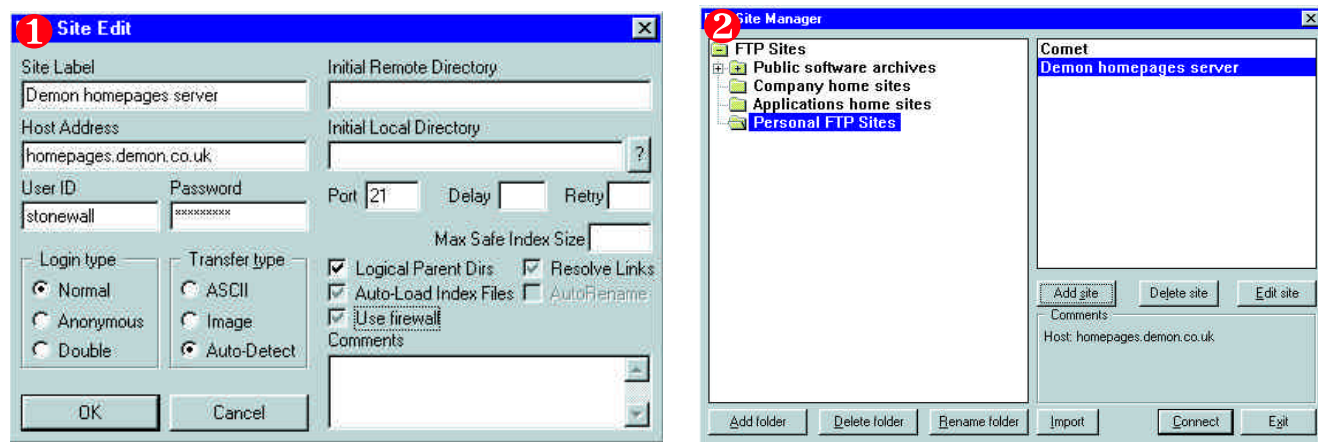 1 Site Edit
Site Label
Demon homepages server
Host Address
homepages.demon.co.uk
User ID
Password
stonewall
*********
Login type
Normal
Anonymous
Double
Transfer type
ASCII
Image
Auto-Detect
OK
Cancel
Initial Remote Directory
Initial Local Directory
?
Port 21 Delay Retry
Max Safe Index Size
Logical Parent Dirs Resolve Links
Auto-Load Index Files AutoRename
Use firewall
Comments
2 Site Manager
FTP Sites
Public software archives
Company home sites
Applications home sites
Personal FTP Sites
Add folder Delete folder Rename folder
Comet
Demon homepages server
Add site Delete site Edit site
Comments
Host: homepages.demon.co.uk
Import Connect Exit